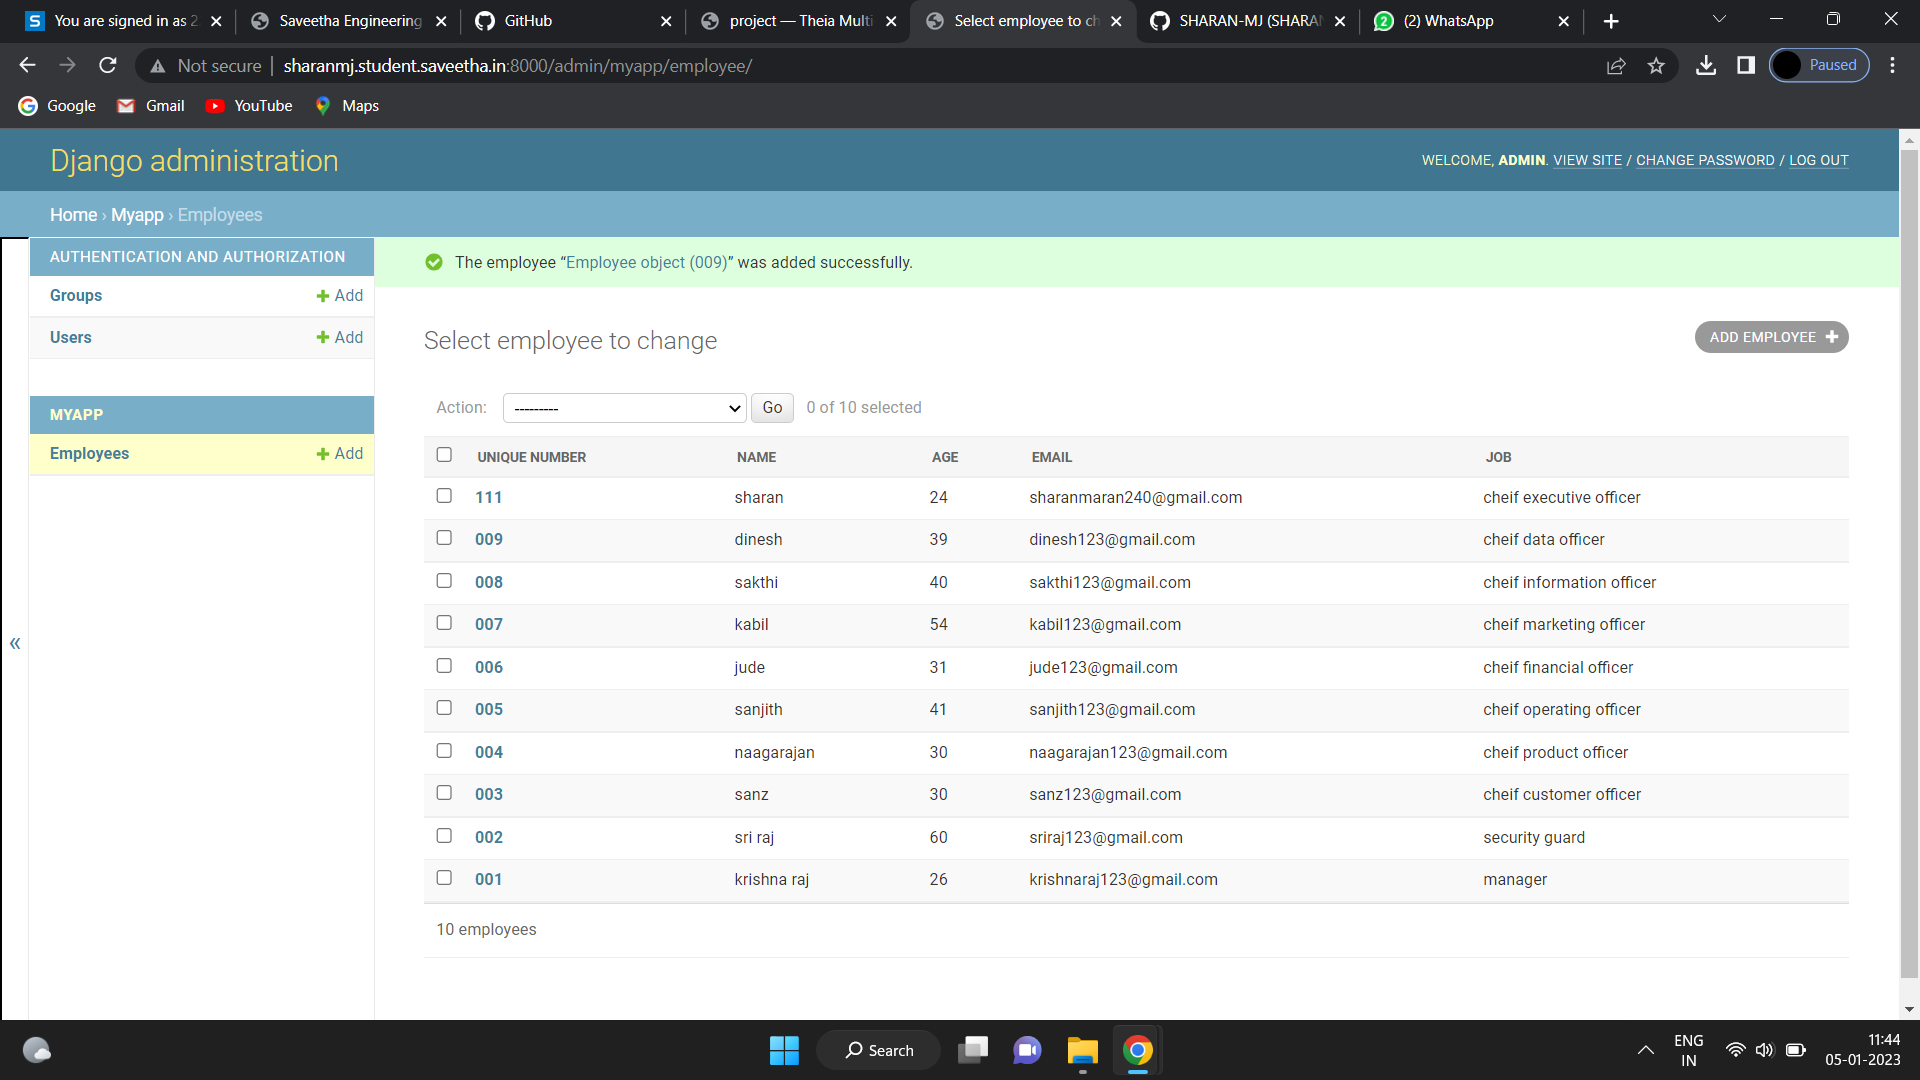 You are signed in as 2
Saveetha Engineering
GitHub
project — Theia Multi
Select employee to ch
SHARAN-MJ (SHARAN
(2) WhatsApp
Not secure
sharanmj.student.saveetha.in:8000/admin/myapp/employee/
Paused
Google
Gmail
YouTube
Maps
Django administration
WELCOME, ADMIN. VIEW SITE / CHANGE PASSWORD / LOG OUT
Home › Myapp › Employees
AUTHENTICATION AND AUTHORIZATION
Groups + Add
Users + Add
MYAPP
Employees + Add
«
The employee “Employee object (009)” was added successfully.
Select employee to change
ADD EMPLOYEE +
Action: --------- Go 0 of 10 selected
UNIQUE NUMBER NAME AGE EMAIL JOB
111 sharan 24 sharanmaran240@gmail.com cheif executive officer
009 dinesh 39 dinesh123@gmail.com cheif data officer
008 sakthi 40 sakthi123@gmail.com cheif information officer
007 kabil 54 kabil123@gmail.com cheif marketing officer
006 jude 31 jude123@gmail.com cheif financial officer
005 sanjith 41 sanjith123@gmail.com cheif operating officer
004 naagarajan 30 naagarajan123@gmail.com cheif product officer
003 sanz 30 sanz123@gmail.com cheif customer officer
002 sri raj 60 sriraj123@gmail.com security guard
001 krishna raj 26 krishnaraj123@gmail.com manager
10 employees
Search
ENG
IN
11:44
05-01-2023